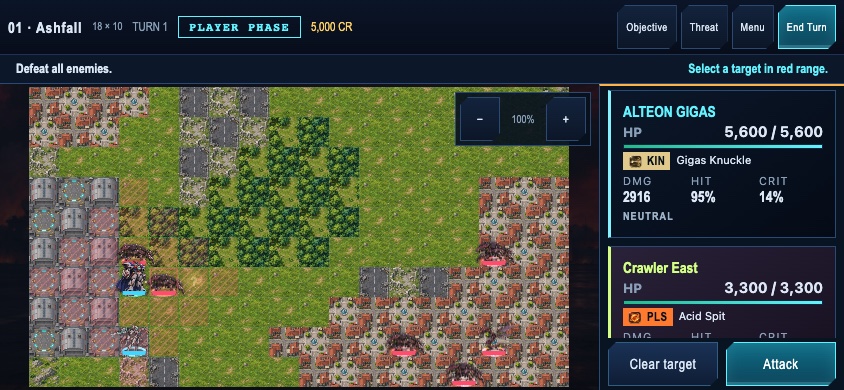 01 · Ashfall 18 × 10 TURN 1 PLAYER PHASE 5,000 CR Objective Threat Menu End Turn
Defeat all enemies. Select a target in red range.
− 100% +
ALTEON GIGAS
HP 5,600 / 5,600
KIN Gigas Knuckle
DMG HIT CRIT
2916 95% 14%
NEUTRAL
Crawler East
HP 3,300 / 3,300
PLS Acid Spit
DMG HIT CRIT
Clear target Attack